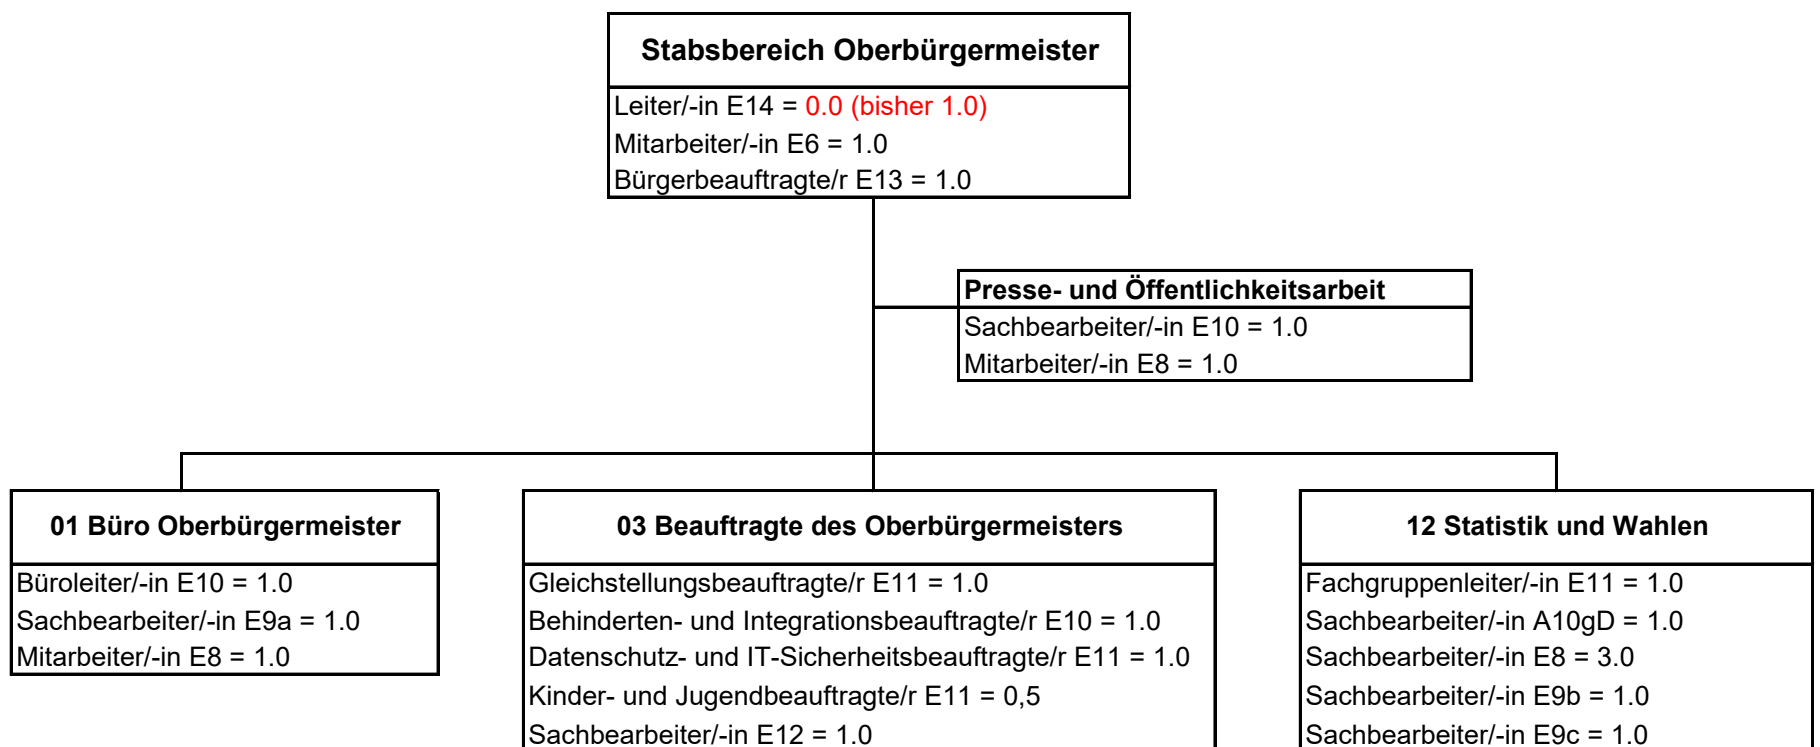 Stabsbereich Oberbürgermeister
Leiter/-in E14 = 0.0 (bisher 1.0)
Mitarbeiter/-in E6 = 1.0
Bürgerbeauftragte/r E13 = 1.0
Presse- und Öffentlichkeitsarbeit
Sachbearbeiter/-in E10 = 1.0
Mitarbeiter/-in E8 = 1.0
01 Büro Oberbürgermeister
Büroleiter/-in E10 = 1.0
Sachbearbeiter/-in E9a = 1.0
Mitarbeiter/-in E8 = 1.0
03 Beauftragte des Oberbürgermeisters
Gleichstellungsbeauftragte/r E11 = 1.0
Behinderten- und Integrationsbeauftragte/r E10 = 1.0
Datenschutz- und IT-Sicherheitsbeauftragte/r E11 = 1.0
Kinder- und Jugendbeauftragte/r E11 = 0,5
Sachbearbeiter/-in E12 = 1.0
12 Statistik und Wahlen
Fachgruppenleiter/-in E11 = 1.0
Sachbearbeiter/-in A10gD = 1.0
Sachbearbeiter/-in E8 = 3.0
Sachbearbeiter/-in E9b = 1.0
Sachbearbeiter/-in E9c = 1.0